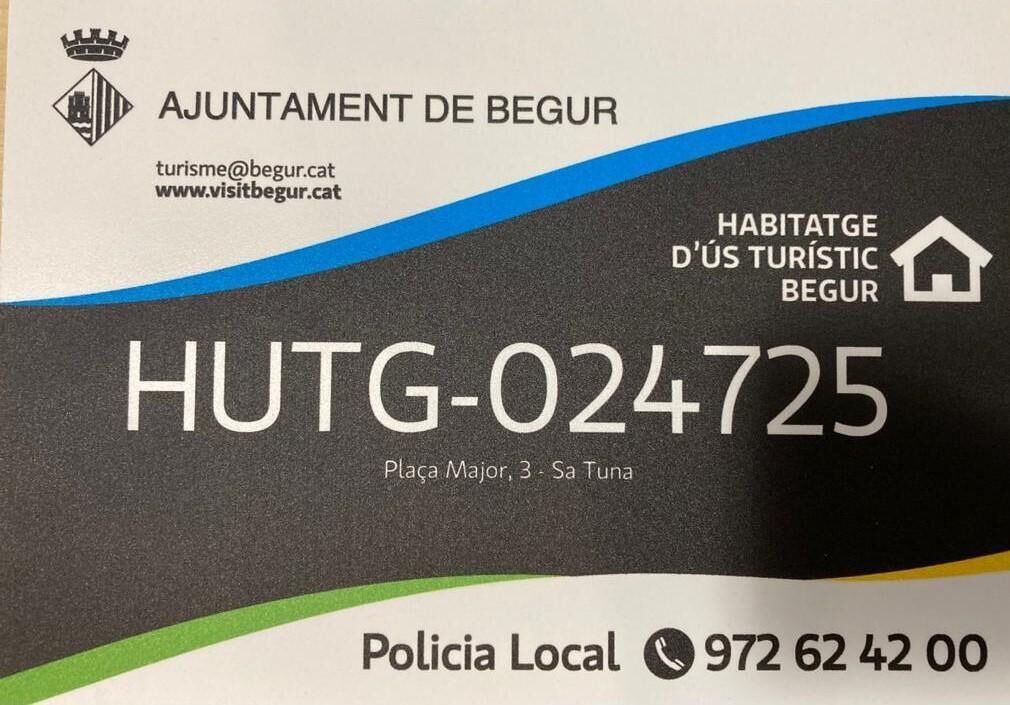 AJUNTAMENT DE BEGUR
turisme@begur.cat
www.visitbegur.cat
HABITATGE
D'ÚS TURÍSTIC
BEGUR
HUTG-024725
Plaça Major, 3 - Sa Tuna
Policia Local 972 62 42 00